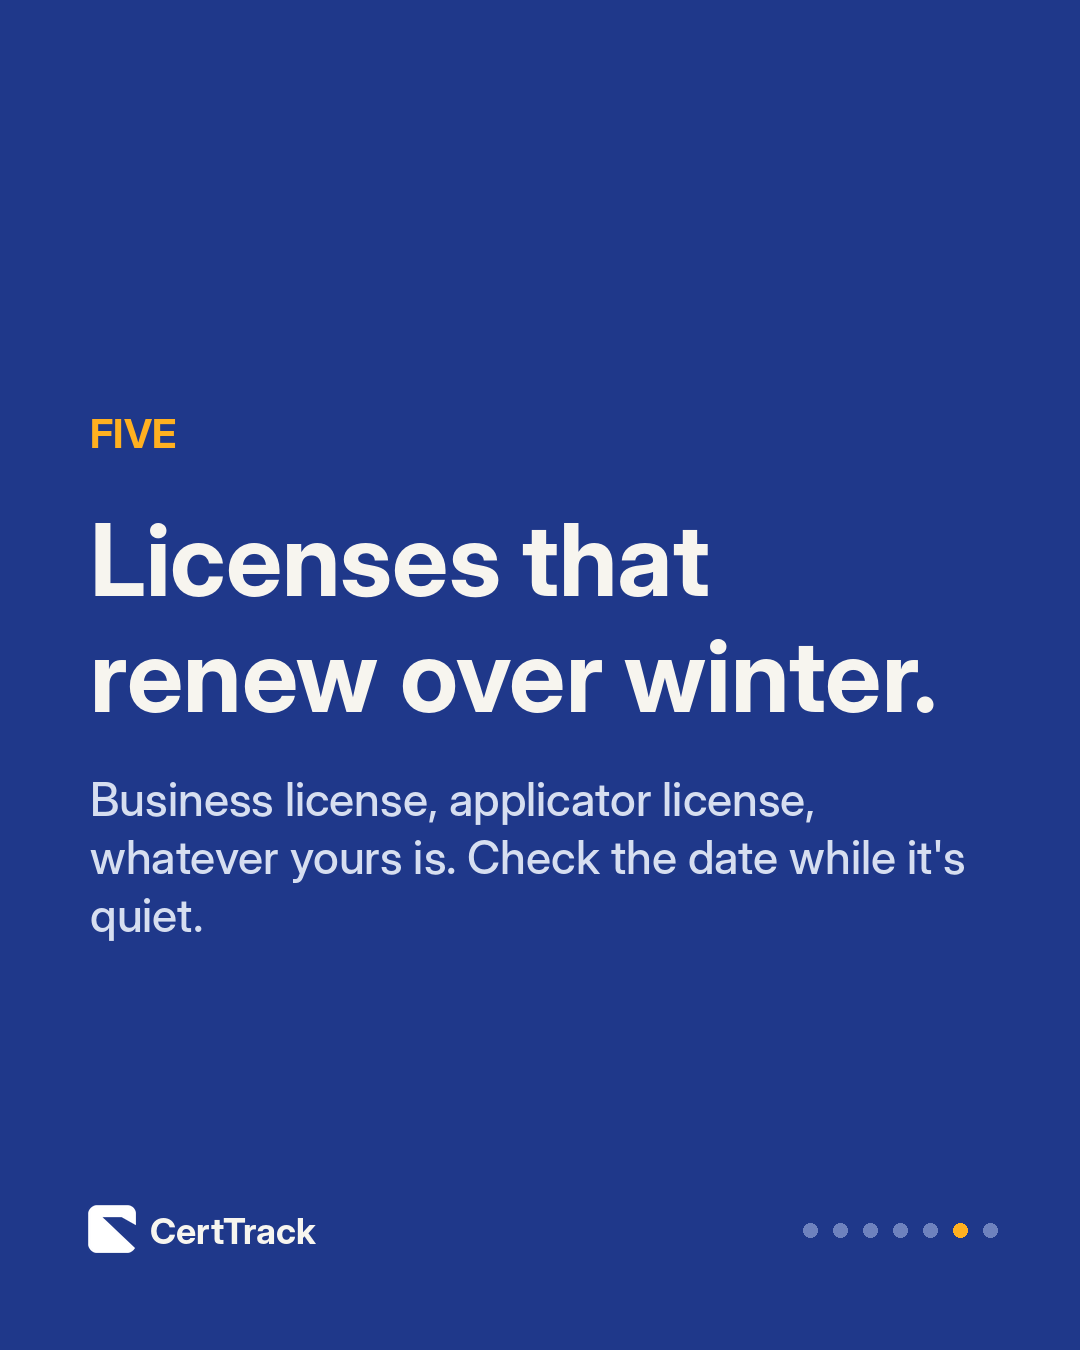 FIVE
Licenses that
renew over winter.
Business license, applicator license,
whatever yours is. Check the date while it's
quiet.
CertTrack